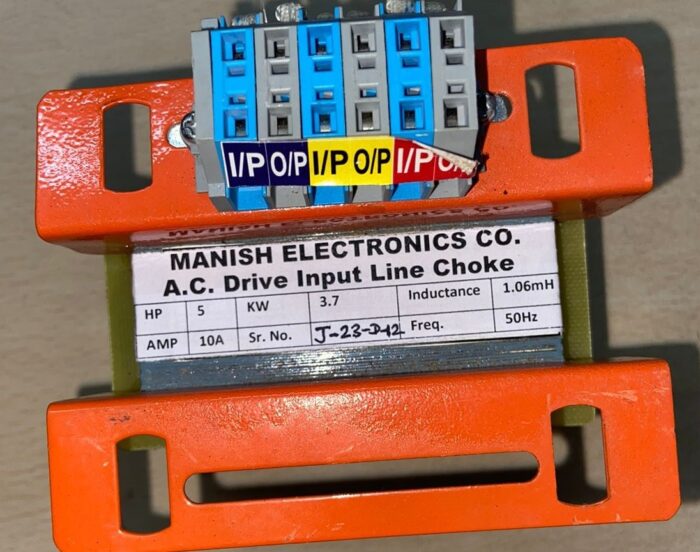 I/P O/P I/P O/P I/P
MANISH ELECTRONICS CO.
A.C. Drive Input Line Choke
HP 5 KW 3.7 Inductance 1.06mH
AMP 10A Sr. No. J-23-D-12 Freq. 50Hz